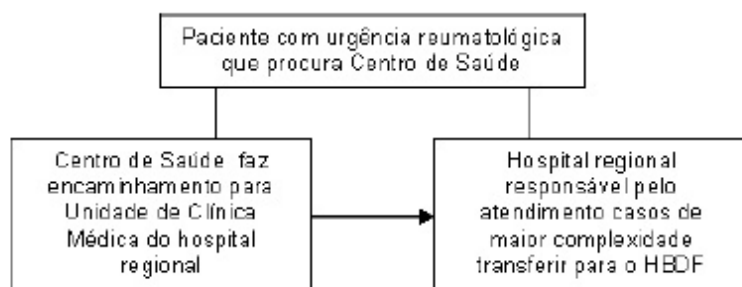 Paciente com urgência reumatológica
que procura Centro de Saúde
Centro de Saúde faz
encaminhamento para
Unidade de Clínica
Médica do hospital
regional
Hospital regional
responsável pelo
atendimento casos de
maior complexidade
transferir para o HBDF